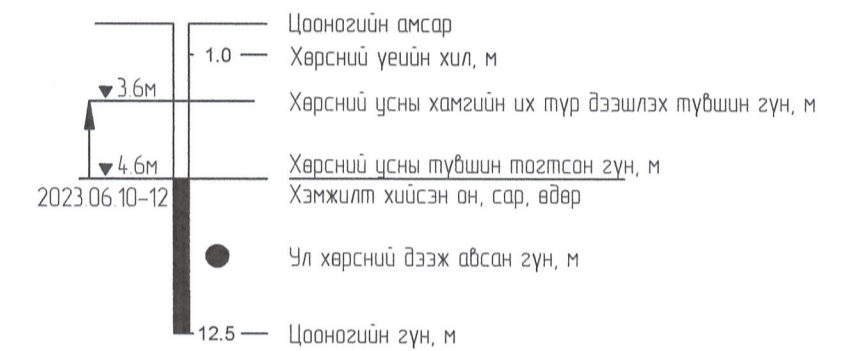 Цооногийн амсар
1.0 Хөрсний үеийн хил, м
3.6м
Хөрсний усны хамгийн их түр дээшлэх түвшин гүн, м
4.6м Хөрсний усны түвшин тогтсон гүн, м
2023.06.10-12 Хэмжилт хийсэн он, сар, өдөр
Ул хөрсний дээж авсан гүн, м
12.5 Цооногийн гүн, м